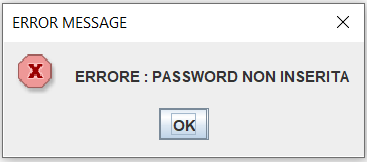 ERROR MESSAGE
ERRORE : PASSWORD NON INSERITA
OK